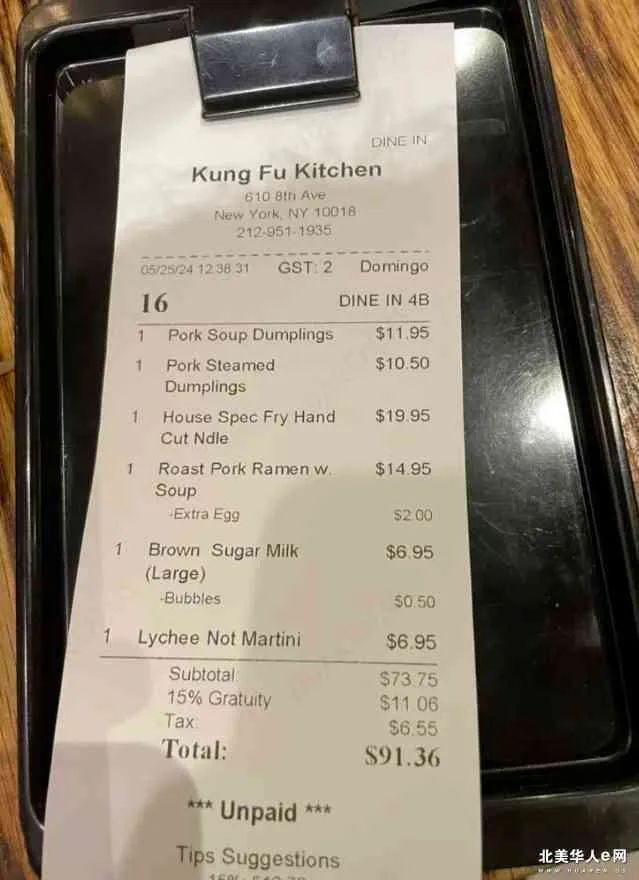 DINE IN
Kung Fu Kitchen
610 8th Ave
New York, NY 10018
212-951-1935
05/25/24 12:38 31 GST: 2 Domingo
16 DINE IN 4B
1 Pork Soup Dumplings $11.95
1 Pork Steamed $10.50
Dumplings
1 House Spec Fry Hand $19.95
Cut Ndle
1 Roast Pork Ramen w. $14.95
Soup
-Extra Egg $2.00
1 Brown Sugar Milk $6.95
(Large)
-Bubbles $0.50
1 Lychee Not Martini $6.95
Subtotal: $73.75
15% Gratuity $11.06
Tax: $6.55
Total: $91.36
*** Unpaid ***
Tips Suggestions
北美华人e网